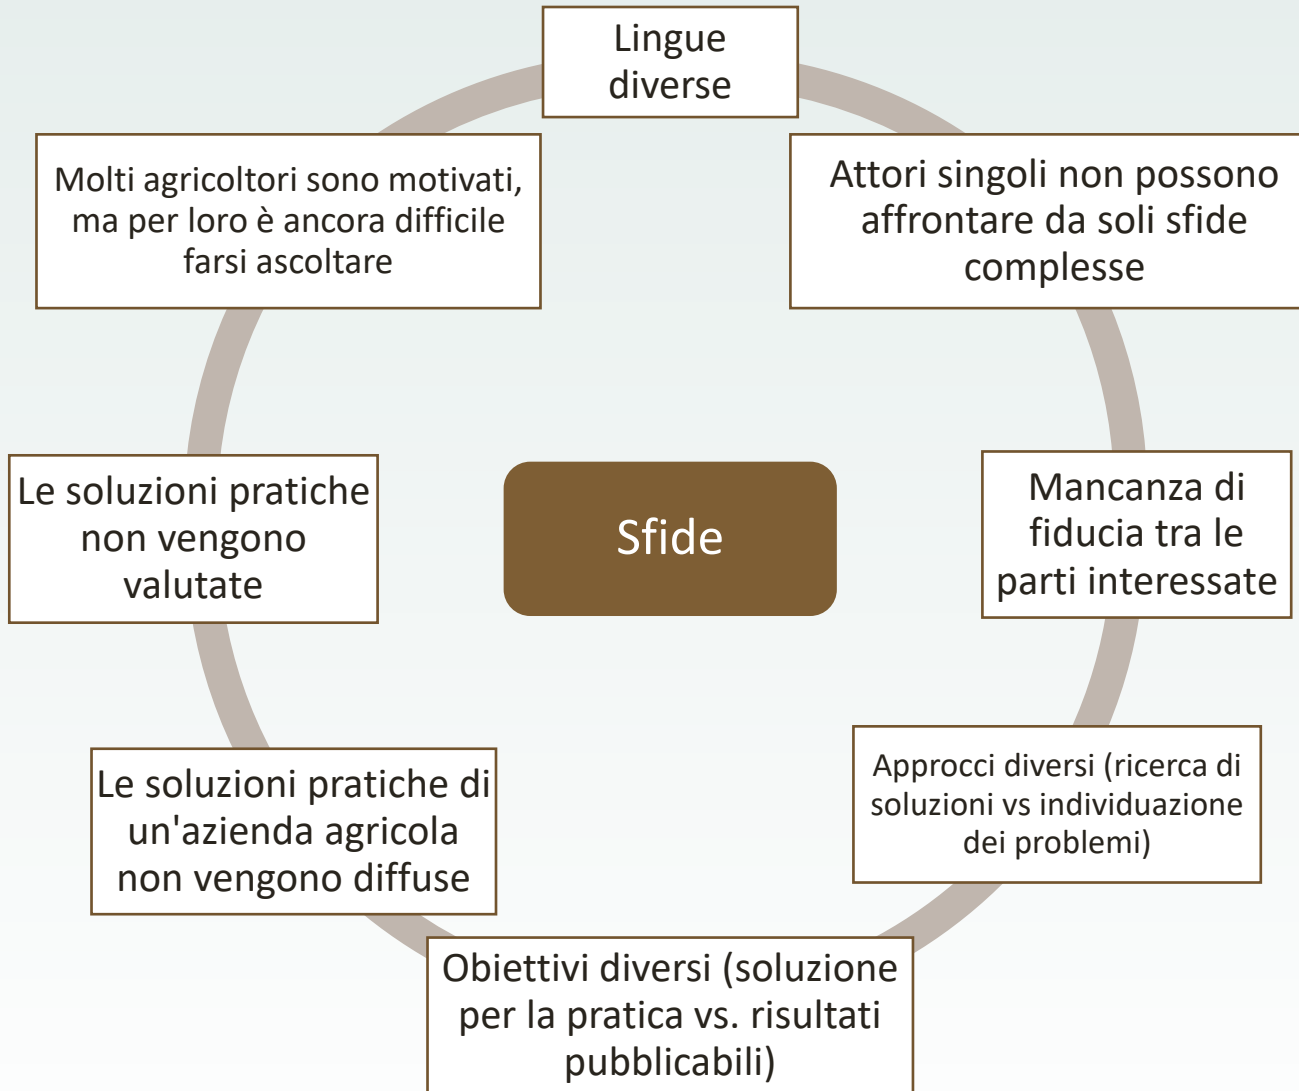 Lingue
diverse
Molti agricoltori sono motivati,
ma per loro è ancora difficile
farsi ascoltare
Attori singoli non possono
affrontare da soli sfide
complesse
Le soluzioni pratiche
non vengono
valutate
Sfide
Mancanza di
fiducia tra le
parti interessate
Le soluzioni pratiche di
un'azienda agricola
non vengono diffuse
Approcci diversi (ricerca di
soluzioni vs individuazione
dei problemi)
Obiettivi diversi (soluzione
per la pratica vs. risultati
pubblicabili)